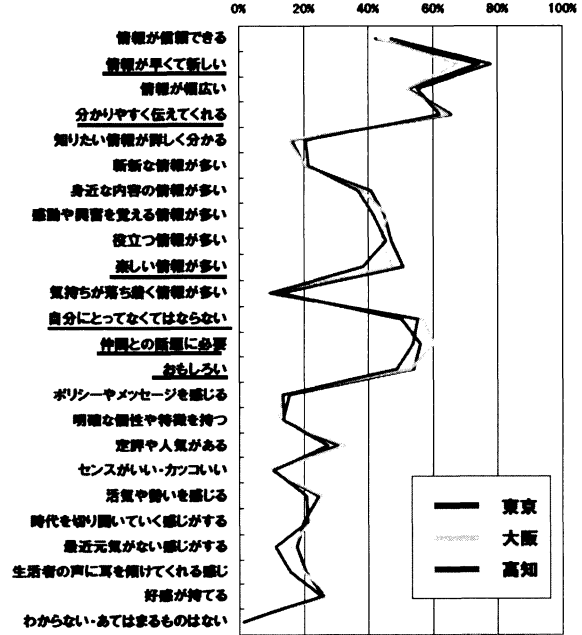 0% 20% 40% 60% 80% 100%
情報が信頼できる
情報が早くて新しい
情報が幅広い
分かりやすく伝えてくれる
知りたい情報が詳しく分かる
斬新な情報が多い
身近な内容の情報が多い
感動や興奮を覚える情報が多い
役立つ情報が多い
楽しい情報が多い
気持ちが落ち着く情報が多い
自分にとってなくてはならない
仲間との話題に必要
おもしろい
ポリシーやメッセージを感じる
明確な個性や特徴を持つ
定評や人気がある
センスがいい・カッコいい
活気や勢いを感じる
時代を切り開いていく感じがする
最近元気がない感じがする
生活者の声に耳を傾けてくれる感じ
好感が持てる
わからない・あてはまるものはない
東京
大阪
高知